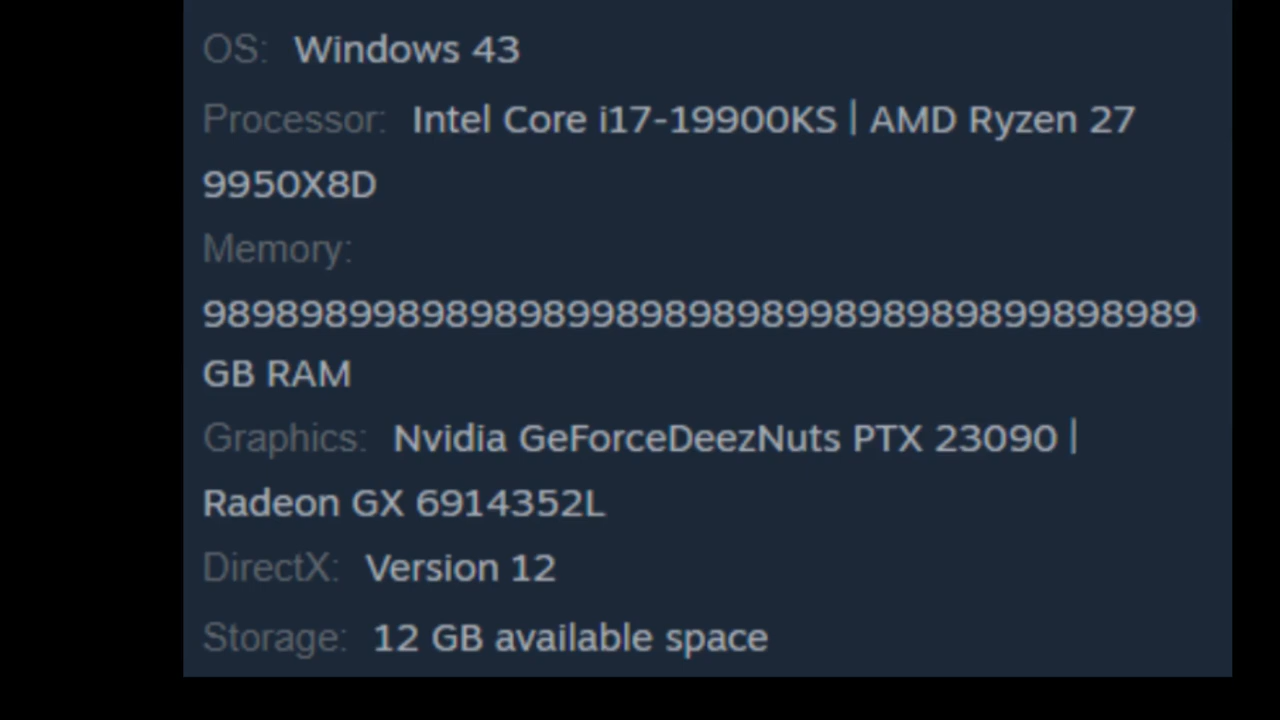 OS: Windows 43
Processor: Intel Core i17-19900KS | AMD Ryzen 27
9950X8D
Memory:
98989899898989899898989899898989899898989
GB RAM
Graphics: Nvidia GeForceDeezNuts PTX 23090 |
Radeon GX 6914352L
DirectX: Version 12
Storage: 12 GB available space